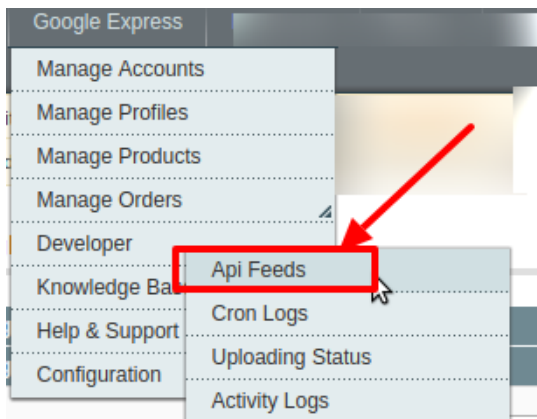 Google Express
Manage Accounts
Manage Profiles
Manage Products
Manage Orders
Developer
Api Feeds
Knowledge Ba
Cron Logs
Help & Support
Uploading Status
Configuration
Activity Logs